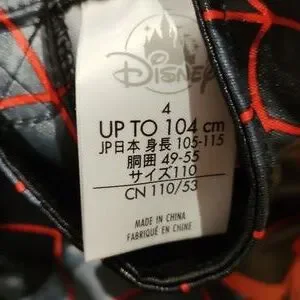 Disney
4
UP TO 104 cm
JP日本 身長 105-115
胴囲 49-55
サイズ110
CN 110/53
MADE IN CHINA
FABRIQUÉ EN CHINE